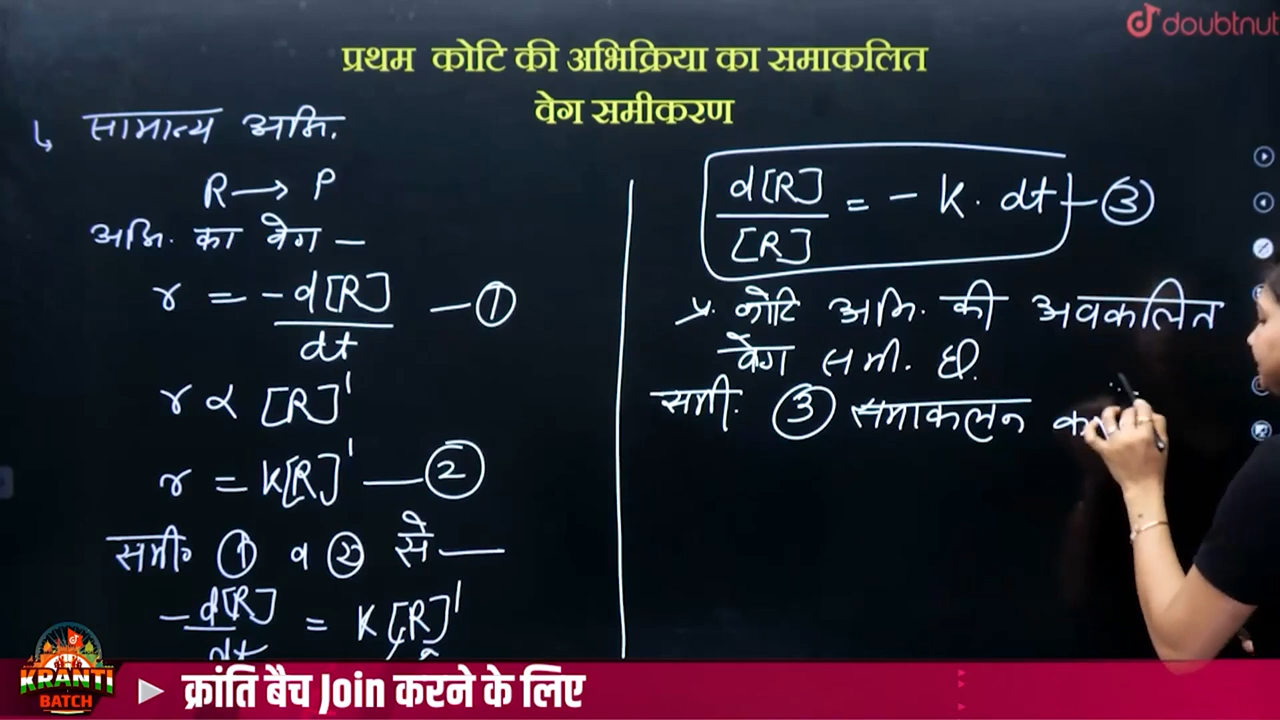 doubtnut
प्रथम कोटि की अभिक्रिया का समाकलित
वेग समीकरण
सामान्य अभि.
R → P
अभि. का वेग —
r = -d[R]/dt — ①
r ∝ [R]¹
r = K[R]¹ — ②
समी० ① व ② से —
-d[R]/dt = K[R]¹
d[R]/[R] = - K. dt — ③
प्र. कोटि अभि. की अवकलित
वेग समी. है.
समी. ③ समाकलन
KRANTI
BATCH
क्रांति बैच Join करने के लिए